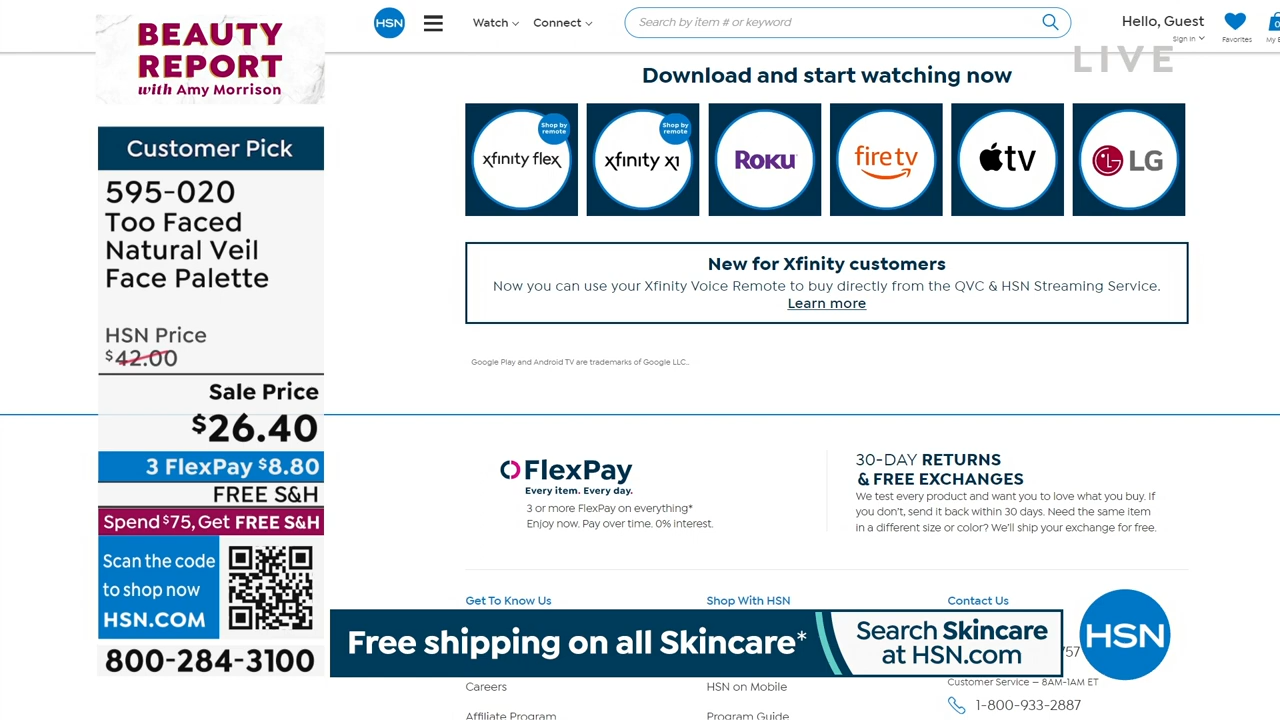 BEAUTY
REPORT
with Amy Morrison
Customer Pick
595-020
Too Faced
Natural Veil
Face Palette
HSN Price
$42.00
Sale Price
$26.40
3 FlexPay $8.80
FREE S&H
Spend $75, Get FREE S&H
Scan the code
to shop now
HSN.COM
800-284-3100
HSN
Watch
Connect
Search by item # or keyword
Hello, Guest
Sign In
Favorites
0
LIVE
Download and start watching now
Shop by
remote
xfinity flex
Shop by
remote
xfinity x1
Roku
fire tv
tv
LG
New for Xfinity customers
Now you can use your Xfinity Voice Remote to buy directly from the QVC & HSN Streaming Service.
Learn more
Google Play and Android TV are trademarks of Google LLC..
FlexPay
Every item. Every day.
3 or more FlexPay on everything*
Enjoy now. Pay over time. 0% interest.
30-DAY RETURNS
& FREE EXCHANGES
We test every product and want you to love what you buy. If
you don't, send it back within 30 days. Need the same item
in a different size or color? We'll ship your exchange for free.
Get To Know Us
Shop With HSN
Contact Us
Free shipping on all Skincare*
Search Skincare
at HSN.com
757
HSN
Customer Service – 8AM-1AM ET
Careers
HSN on Mobile
1-800-933-2887
Affiliate Program
Program Guide